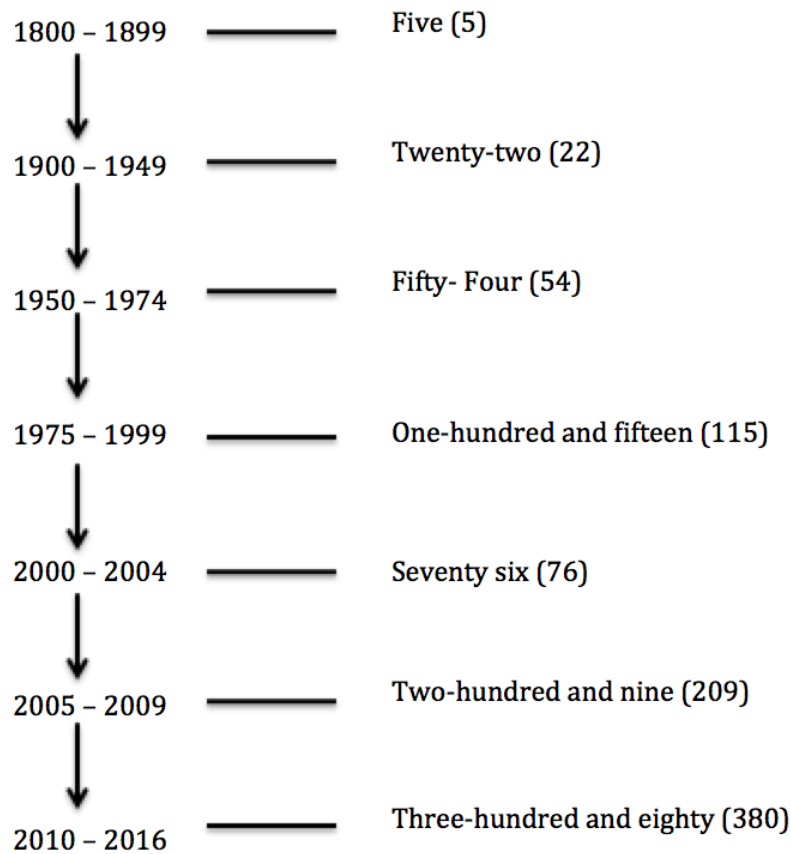 1800 – 1899 Five (5)
1900 – 1949 Twenty-two (22)
1950 – 1974 Fifty- Four (54)
1975 – 1999 One-hundred and fifteen (115)
2000 – 2004 Seventy six (76)
2005 – 2009 Two-hundred and nine (209)
2010 – 2016 Three-hundred and eighty (380)